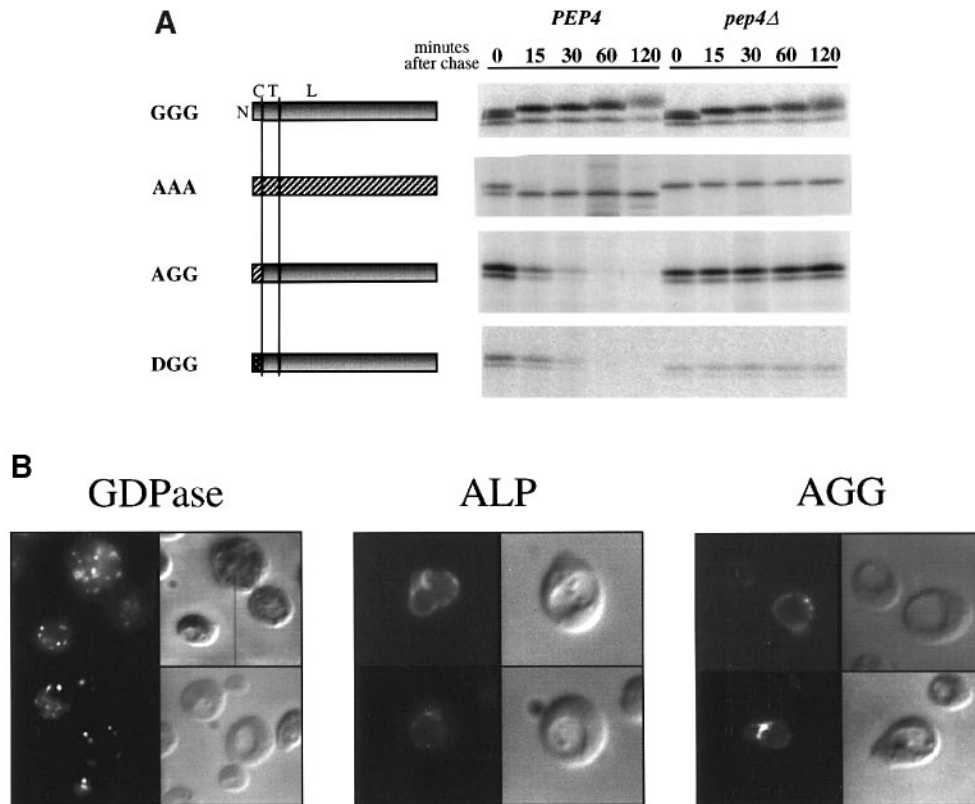 A
PEP4 pep4Δ
minutes after chase 0 15 30 60 120 0 15 30 60 120
C T L
GGG N
AAA
AGG
DGG
B
GDPase ALP AGG